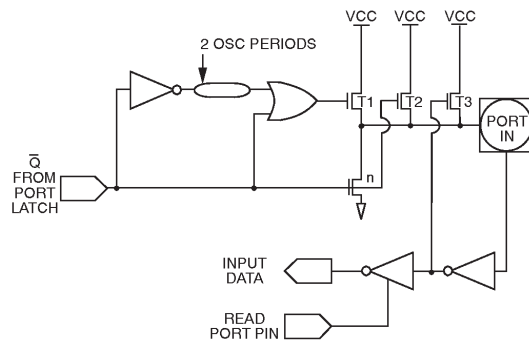 VCC
VCC
VCC
2 OSC PERIODS
T1
T2
T3
PORT
IN
Q
FROM
PORT
LATCH
n
INPUT
DATA
READ
PORT PIN